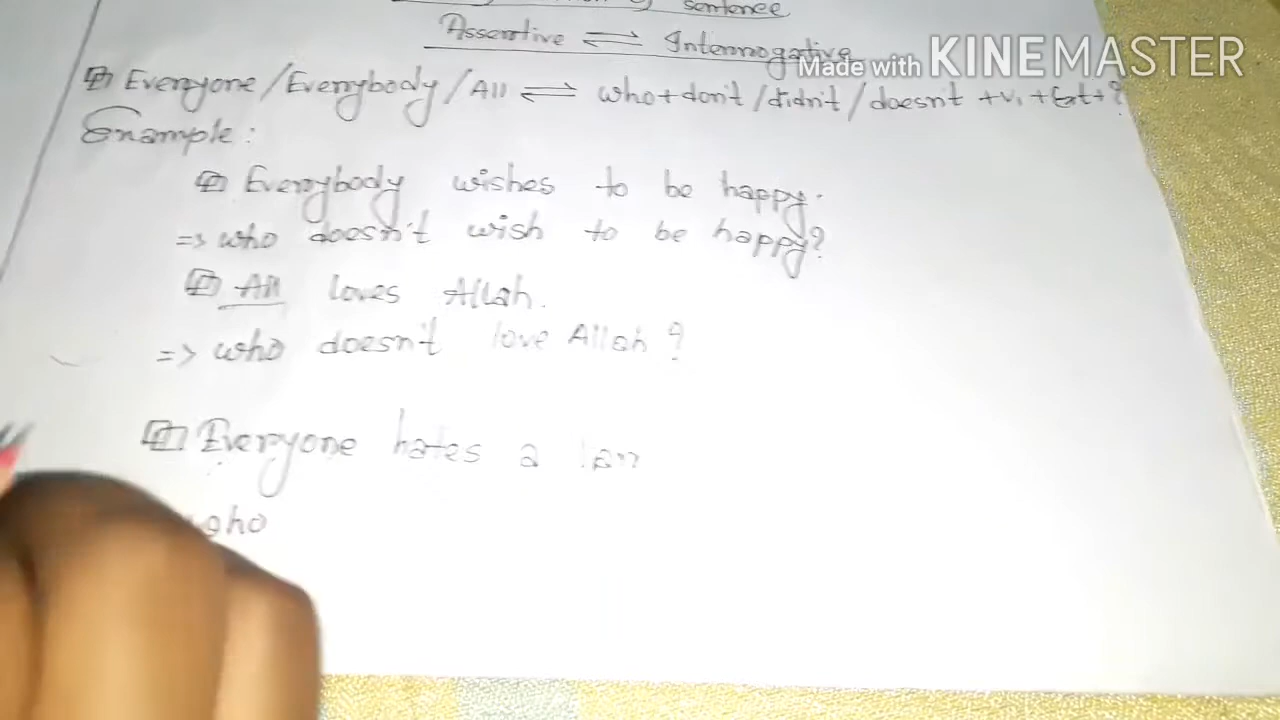 sentence
Assertive ⇌ Interrogative
Made with KINEMASTER
Everyone/Everybody/All ⇌ who+don't/didn't/doesn't +V₁ +Ext+?
Example:
Everybody wishes to be happy.
=> who doesn't wish to be happy?
All loves Allah.
=> who doesn't love Allah?
Everyone hates a
who